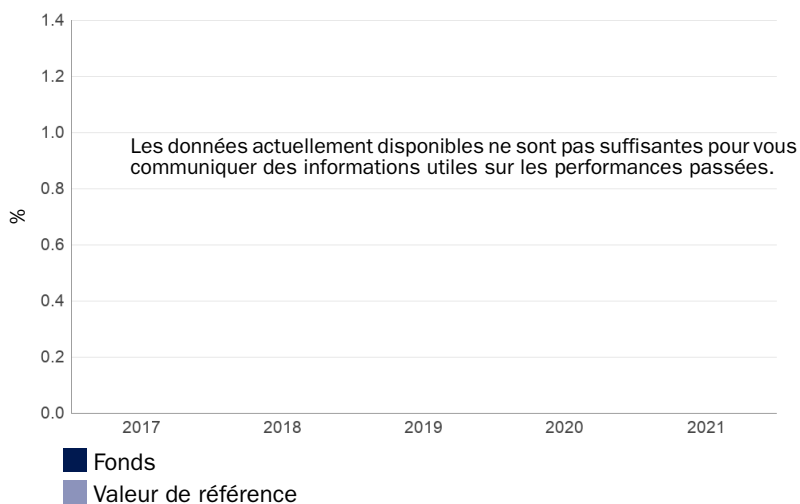 1.4
1.2
1.0
Les données actuellement disponibles ne sont pas suffisantes pour vous
communiquer des informations utiles sur les performances passées.
0.8
%
0.6
0.4
0.2
0.0
2017 2018 2019 2020 2021
Fonds
Valeur de référence